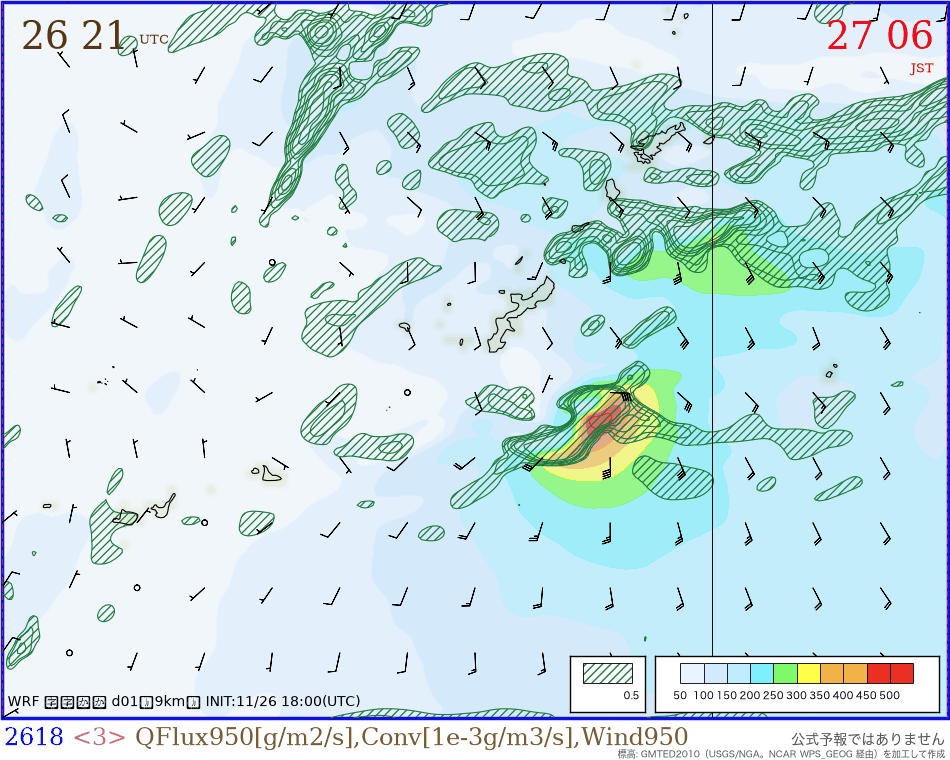 26 21 UTC
27 06
JST
0.5
50 100 150 200 250 300 350 400 450 500
WRF d01 9km INIT:11/26 18:00(UTC)
2618 <3> QFlux950[g/m2/s],Conv[1e-3g/m3/s],Wind950
公式予報ではありません
標高: GMTED2010（USGS/NGA。NCAR WPS_GEOG 経由）を加工して作成